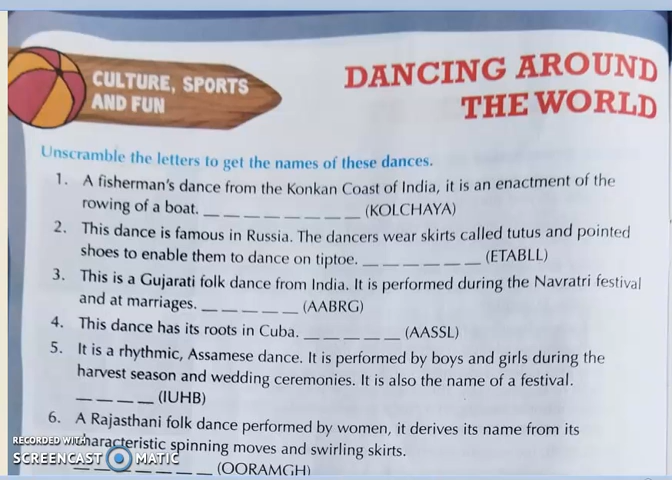 CULTURE, SPORTS
AND FUN
DANCING AROUND
THE WORLD
Unscramble the letters to get the names of these dances.
1. A fisherman's dance from the Konkan Coast of India, it is an enactment of the
rowing of a boat. _ _ _ _ _ _ _ _ (KOLCHAYA)
2. This dance is famous in Russia. The dancers wear skirts called tutus and pointed
shoes to enable them to dance on tiptoe. _ _ _ _ _ _ (ETABLL)
3. This is a Gujarati folk dance from India. It is performed during the Navratri festival
and at marriages. _ _ _ _ _ (AABRG)
4. This dance has its roots in Cuba. _ _ _ _ _ (AASSL)
5. It is a rhythmic, Assamese dance. It is performed by boys and girls during the
harvest season and wedding ceremonies. It is also the name of a festival.
_ _ _ _ (IUHB)
6. A Rajasthani folk dance performed by women, it derives its name from its
characteristic spinning moves and swirling skirts.
_ _ _ _ _ _ _ (OORAMGH)
RECORDED WITH
SCREENCAST MATIC